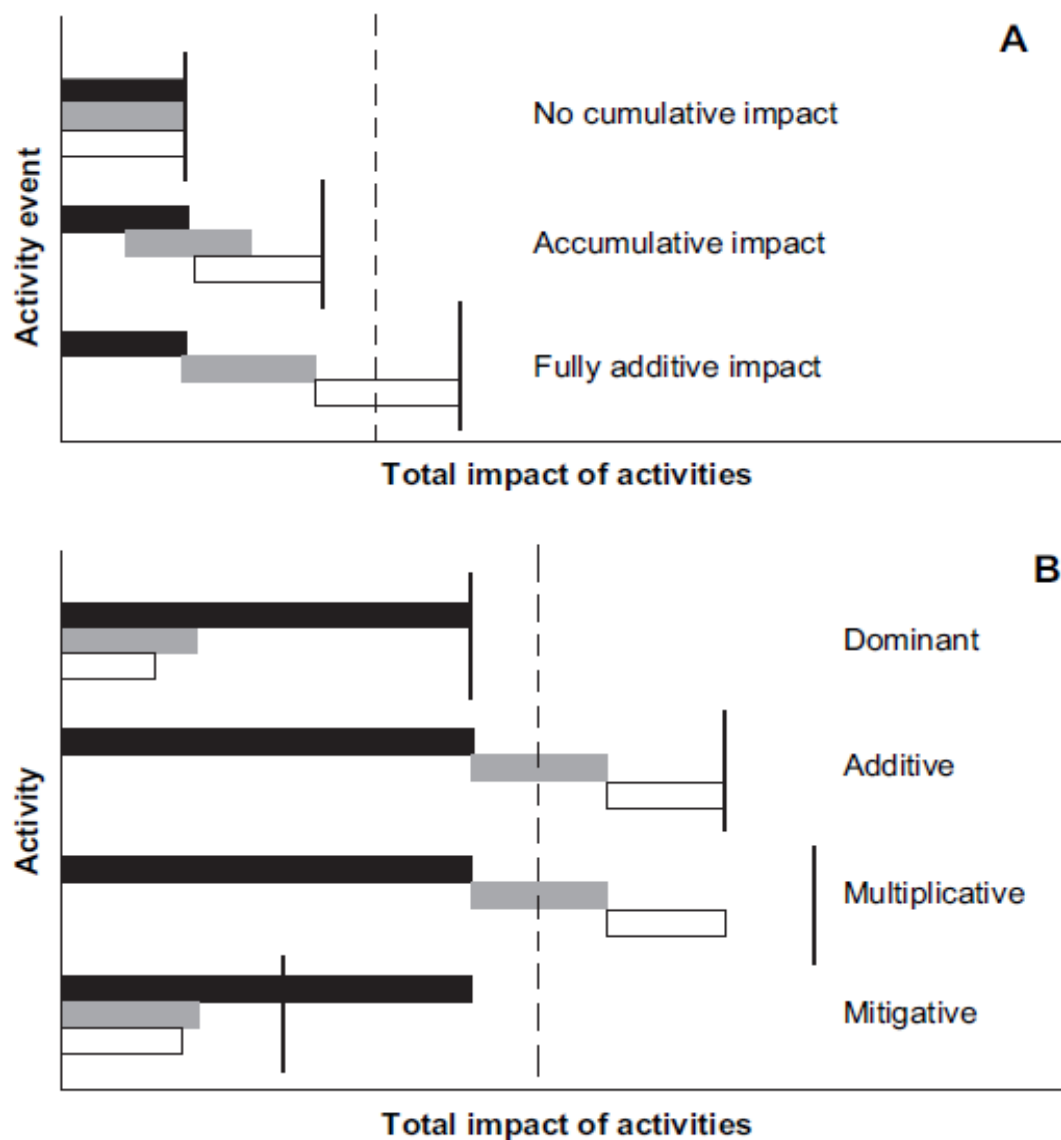 A
Activity event
No cumulative impact
Accumulative impact
Fully additive impact
Total impact of activities
B
Activity
Dominant
Additive
Multiplicative
Mitigative
Total impact of activities